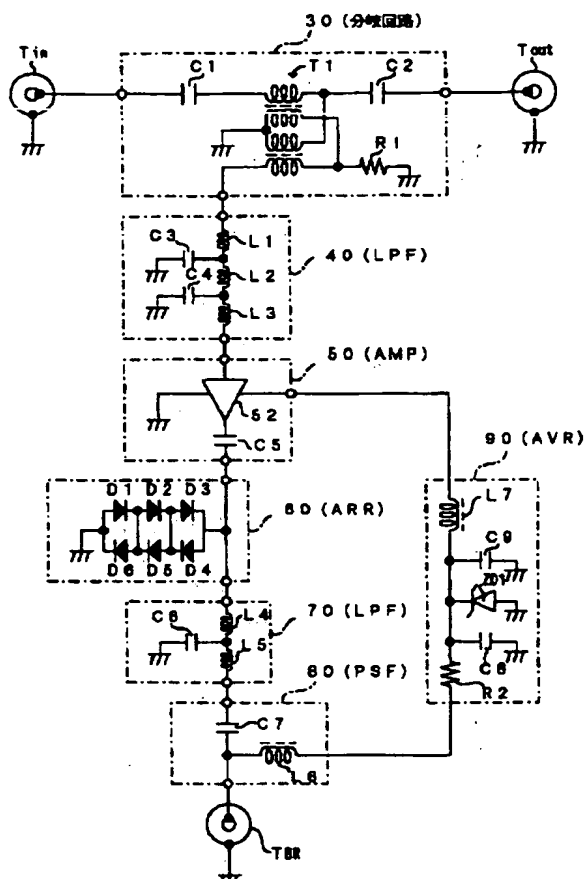 30(分岐回路)
Tin
Tout
C1
T1
C2
R1
C3
L1
40(LPF)
C4
L2
L3
50(AMP)
52
C5
90(AVR)
L7
D1 D2 D3
60(ARR)
D6 D5 D4
C9
ZD1
C6
L4
70(LPF)
L5
C8
R2
80(PSF)
C7
L6
TBR